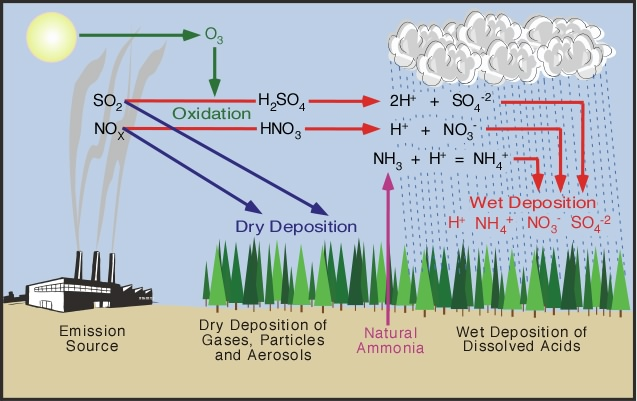 O₃
SO₂
Oxidation
H₂SO₄
2H⁺ + SO₄⁻²
NOX
HNO₃
H⁺ + NO₃⁻
NH₃ + H⁺ = NH₄⁺
Wet Deposition
H⁺ NH₄⁺ NO₃⁻ SO₄⁻²
Dry Deposition
Emission
Source
Dry Deposition of
Gases, Particles
and Aerosols
Natural
Ammonia
Wet Deposition of
Dissolved Acids